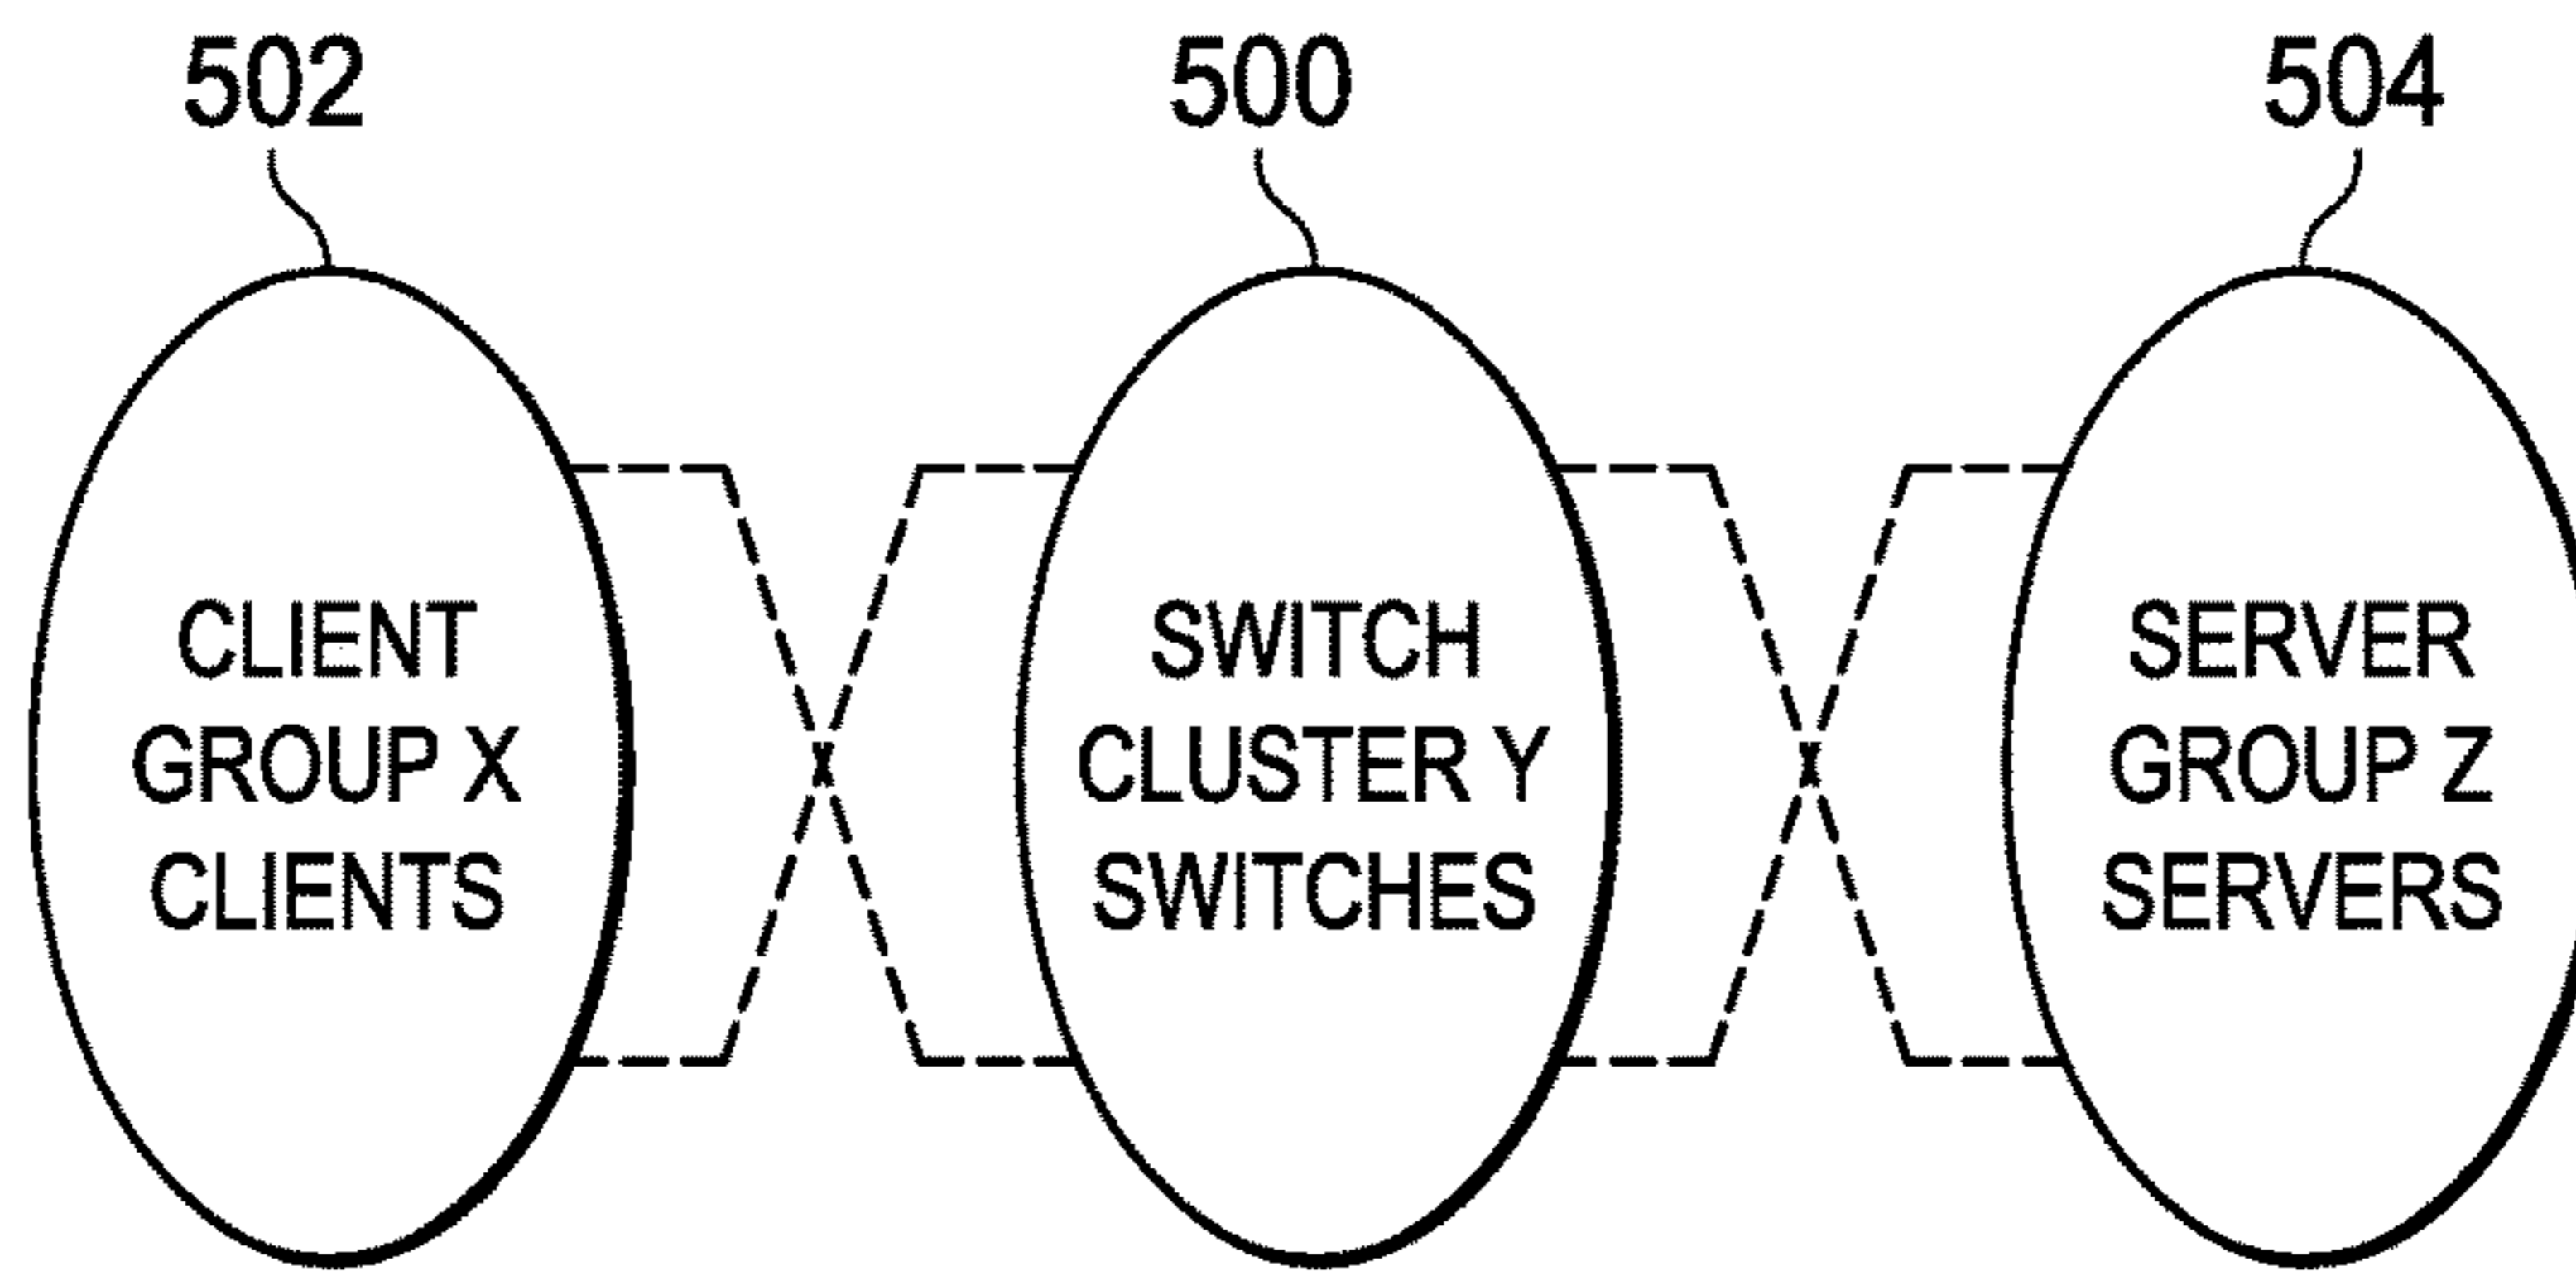 502
500
504
CLIENT
GROUP X
CLIENTS
SWITCH
CLUSTER Y
SWITCHES
SERVER
GROUP Z
SERVERS